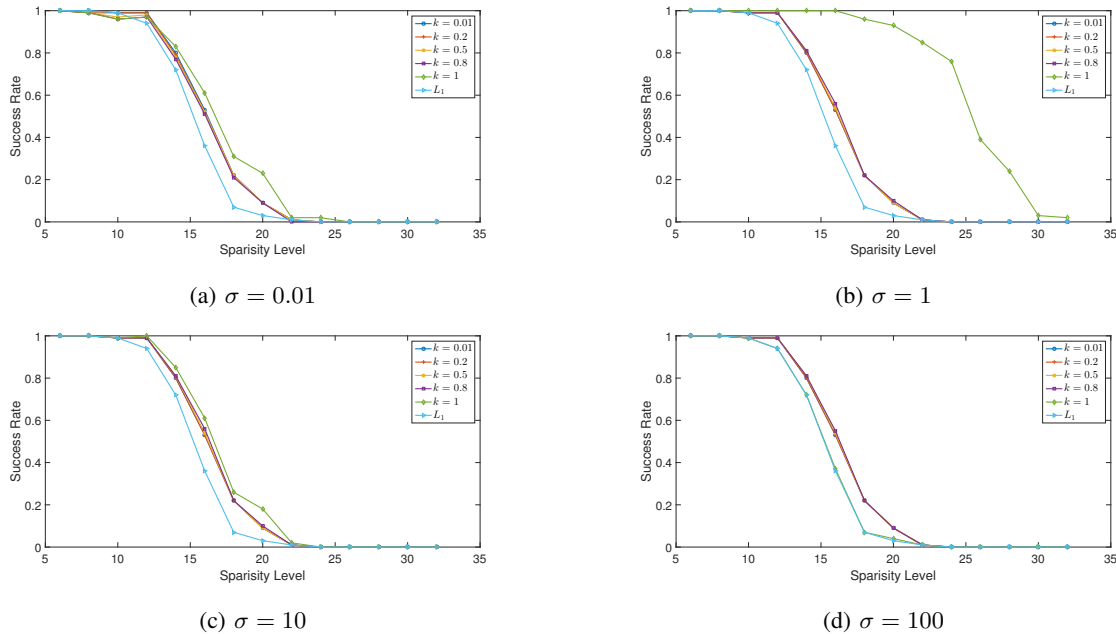 1
0.8
0.6
0.4
0.2
0
Success Rate
5 10 15 20 25 30 35
Sparisity Level
k = 0.01
k = 0.2
k = 0.5
k = 0.8
k = 1
L₁
(a) σ = 0.01
1
0.8
0.6
0.4
0.2
0
Success Rate
5 10 15 20 25 30 35
Sparisity Level
k = 0.01
k = 0.2
k = 0.5
k = 0.8
k = 1
L₁
(b) σ = 1
1
0.8
0.6
0.4
0.2
0
Success Rate
5 10 15 20 25 30 35
Sparisity Level
k = 0.01
k = 0.2
k = 0.5
k = 0.8
k = 1
L₁
(c) σ = 10
1
0.8
0.6
0.4
0.2
0
Success Rate
5 10 15 20 25 30 35
Sparisity Level
k = 0.01
k = 0.2
k = 0.5
k = 0.8
k = 1
L₁
(d) σ = 100